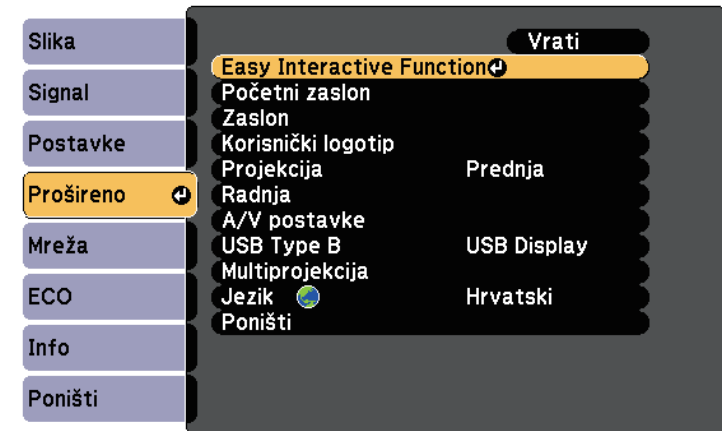 Slika
Signal
Postavke
Prošireno
Mreža
ECO
Info
Poništi
Vrati
Easy Interactive Function
Početni zaslon
Zaslon
Korisnički logotip
Projekcija Prednja
Radnja
A/V postavke
USB Type B USB Display
Multiprojekcija
Jezik Hrvatski
Poništi